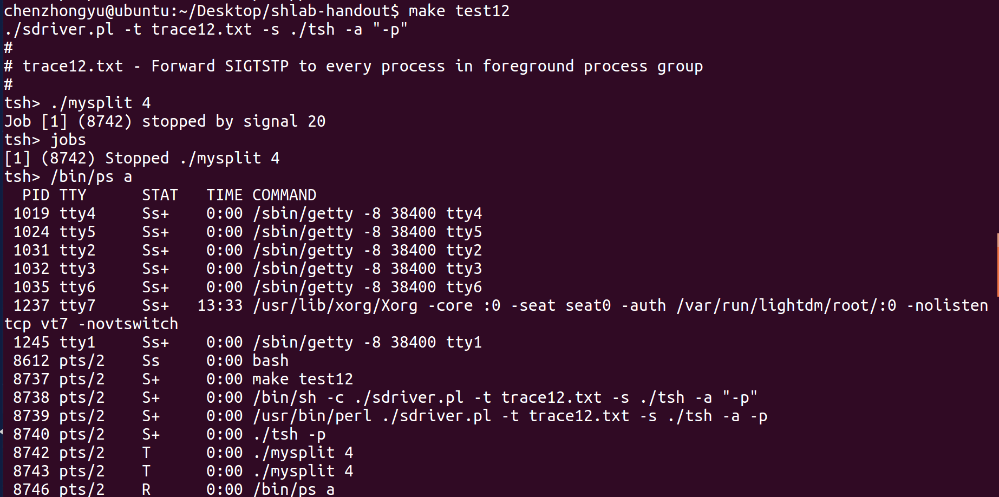 chenzhongyu@ubuntu:~/Desktop/shlab-handout$ make test12
./sdriver.pl -t trace12.txt -s ./tsh -a "-p"
#
# trace12.txt - Forward SIGTSTP to every process in foreground process group
#
tsh> ./mysplit 4
Job [1] (8742) stopped by signal 20
tsh> jobs
[1] (8742) Stopped ./mysplit 4
tsh> /bin/ps a
  PID TTY      STAT   TIME COMMAND
 1019 tty4     Ss+    0:00 /sbin/getty -8 38400 tty4
 1024 tty5     Ss+    0:00 /sbin/getty -8 38400 tty5
 1031 tty2     Ss+    0:00 /sbin/getty -8 38400 tty2
 1032 tty3     Ss+    0:00 /sbin/getty -8 38400 tty3
 1035 tty6     Ss+    0:00 /sbin/getty -8 38400 tty6
 1237 tty7     Ss+   13:33 /usr/lib/xorg/Xorg -core :0 -seat seat0 -auth /var/run/lightdm/root/:0 -nolisten
tcp vt7 -novtswitch
 1245 tty1     Ss+    0:00 /sbin/getty -8 38400 tty1
 8612 pts/2    Ss     0:00 bash
 8737 pts/2    S+     0:00 make test12
 8738 pts/2    S+     0:00 /bin/sh -c ./sdriver.pl -t trace12.txt -s ./tsh -a "-p"
 8739 pts/2    S+     0:00 /usr/bin/perl ./sdriver.pl -t trace12.txt -s ./tsh -a -p
 8740 pts/2    S+     0:00 ./tsh -p
 8742 pts/2    T      0:00 ./mysplit 4
 8743 pts/2    T      0:00 ./mysplit 4
 8746 pts/2    R      0:00 /bin/ps a